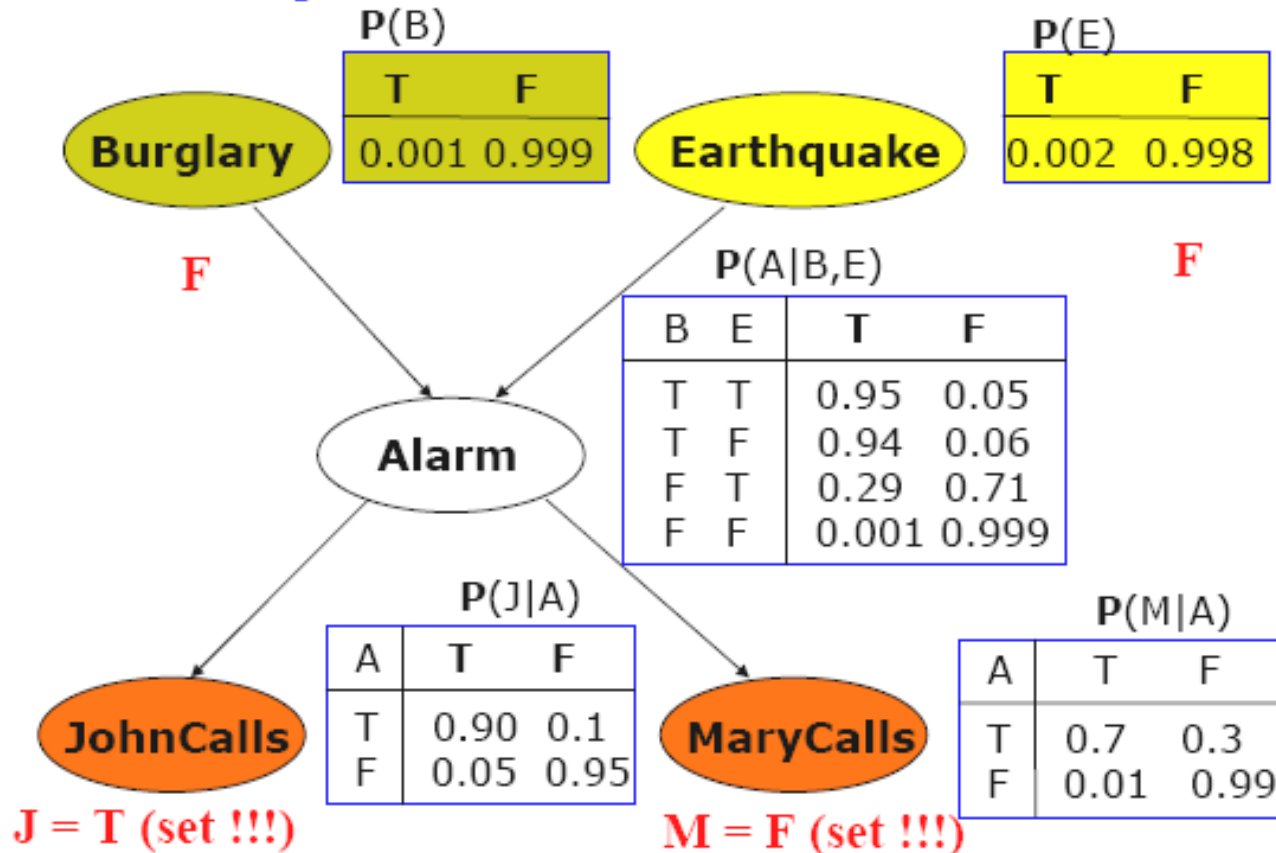 P(B)
T F
0.001 0.999
Burglary
F
P(E)
T F
0.002 0.998
Earthquake
F
P(A|B,E)
B E T F
T T 0.95 0.05
T F 0.94 0.06
F T 0.29 0.71
F F 0.001 0.999
Alarm
P(J|A)
A T F
T 0.90 0.1
F 0.05 0.95
JohnCalls
J = T (set !!!)
P(M|A)
A T F
T 0.7 0.3
F 0.01 0.99
MaryCalls
M = F (set !!!)